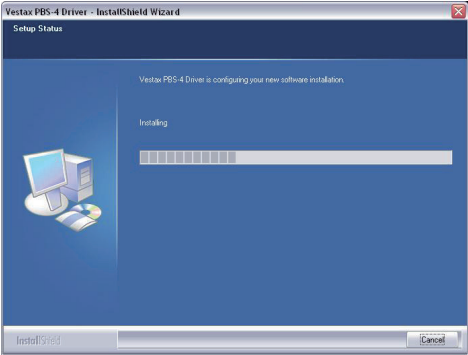 Vestax PBS-4 Driver - InstallShield Wizard
Setup Status
Vestax PBS-4 Driver is configuring your new software installation.
Installing
InstallShield
Cancel